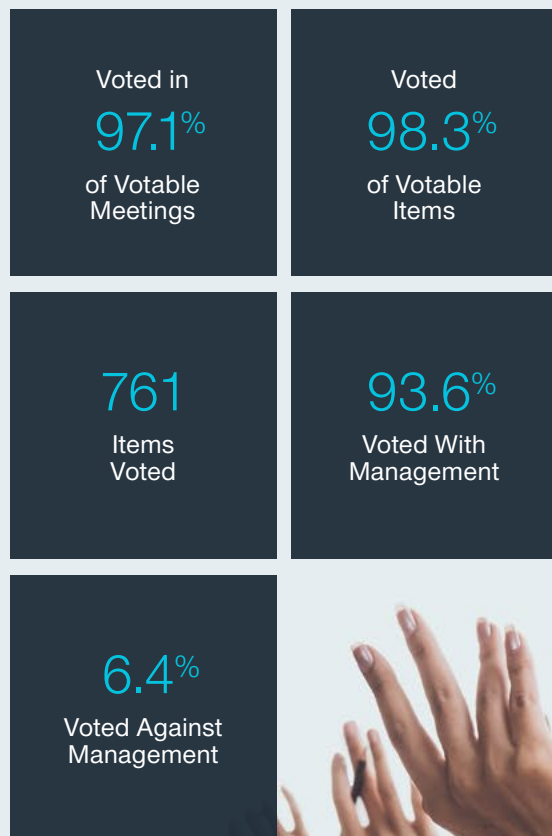 Voted in
97.1%
of Votable
Meetings
Voted
98.3%
of Votable
Items
761
Items
Voted
93.6%
Voted With
Management
6.4%
Voted Against
Management